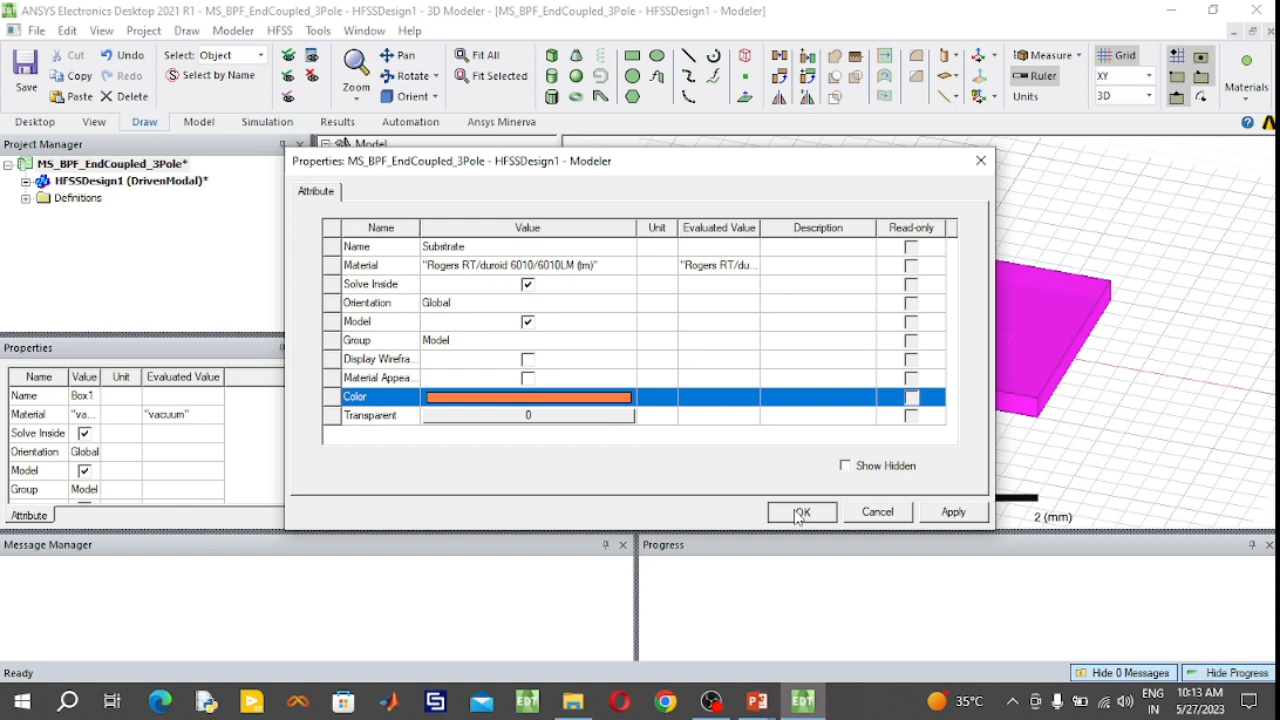 ANSYS Electronics Desktop 2021 R1 - MS_BPF_EndCoupled_3Pole - HFSSDesign1 - 3D Modeler - [MS_BPF_EndCoupled_3Pole - HFSSDesign1 - Modeler]
File Edit View Project Draw Modeler HFSS Tools Window Help
Save Cut Undo Select: Object Zoom Pan Fit All Measure Grid Materials
Copy Redo Select by Name Rotate Fit Selected Ruler XY
Paste Delete Orient Units 3D
Desktop View Draw Model Simulation Results Automation Ansys Minerva
Project Manager
MS_BPF_EndCoupled_3Pole*
HFSSDesign1 (DrivenModal)*
Definitions
Model
Properties
Name Value Unit Evaluated Value
Name Box1
Material "va... "vacuum"
Solve Inside
Orientation Global
Model
Group Model
Attribute
Properties: MS_BPF_EndCoupled_3Pole - HFSSDesign1 - Modeler
Attribute
Name Value Unit Evaluated Value Description Read-only
Name Substrate
Material "Rogers RT/duroid 6010/6010LM (tm)" "Rogers RT/du...
Solve Inside
Orientation Global
Model
Group Model
Display Wirefra...
Material Appea...
Color
Transparent 0
Show Hidden
OK Cancel Apply
2 (mm)
Message Manager
Progress
Ready
Hide 0 Messages Hide Progress
35°C ENG IN 10:13 AM 5/27/2023